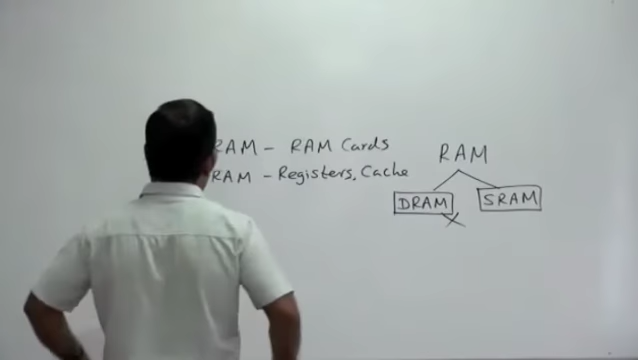 RAM - RAM Cards
RAM - Registers, Cache
RAM
DRAM
SRAM